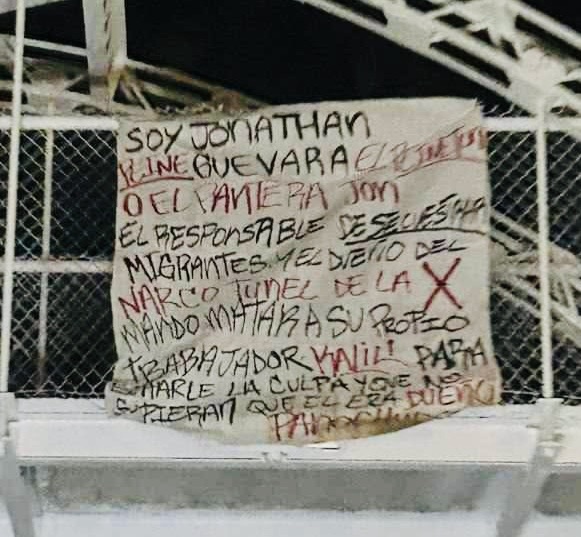 SOY JONATHAN
GUEVARA EL
O EL PANTERA JON
EL RESPONSABLE DE
MIGRANTES Y EL DUEÑO DEL
NARCO TUNEL DE LA X
MANDO MATAR A SU PROPIO
TRABAJADOR KALIL PARA
LA CULPA Y QUE NO
SUPIERAN QUE EL ERA DUEÑO